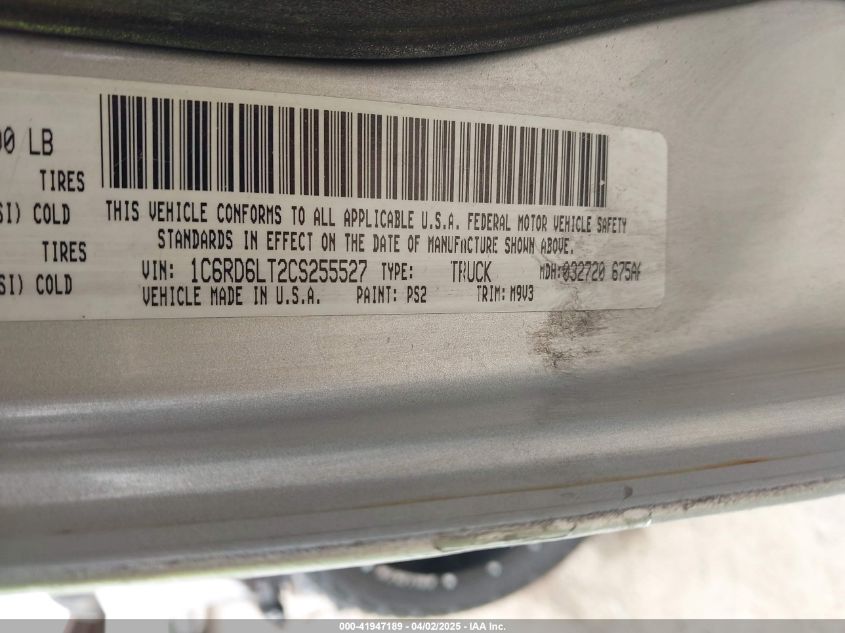 00 LB
TIRES
SI) COLD
TIRES
SI) COLD
THIS VEHICLE CONFORMS TO ALL APPLICABLE U.S.A. FEDERAL MOTOR VEHICLE SAFETY
STANDARDS IN EFFECT ON THE DATE OF MANUFACTURE SHOWN ABOVE.
VIN: 1C6RD6LT2CS255527 TYPE: TRUCK MDH:032720 675AA
VEHICLE MADE IN U.S.A. PAINT: PS2 TRIM: M9V3
000-41947189 - 04/02/2025 - IAA Inc.